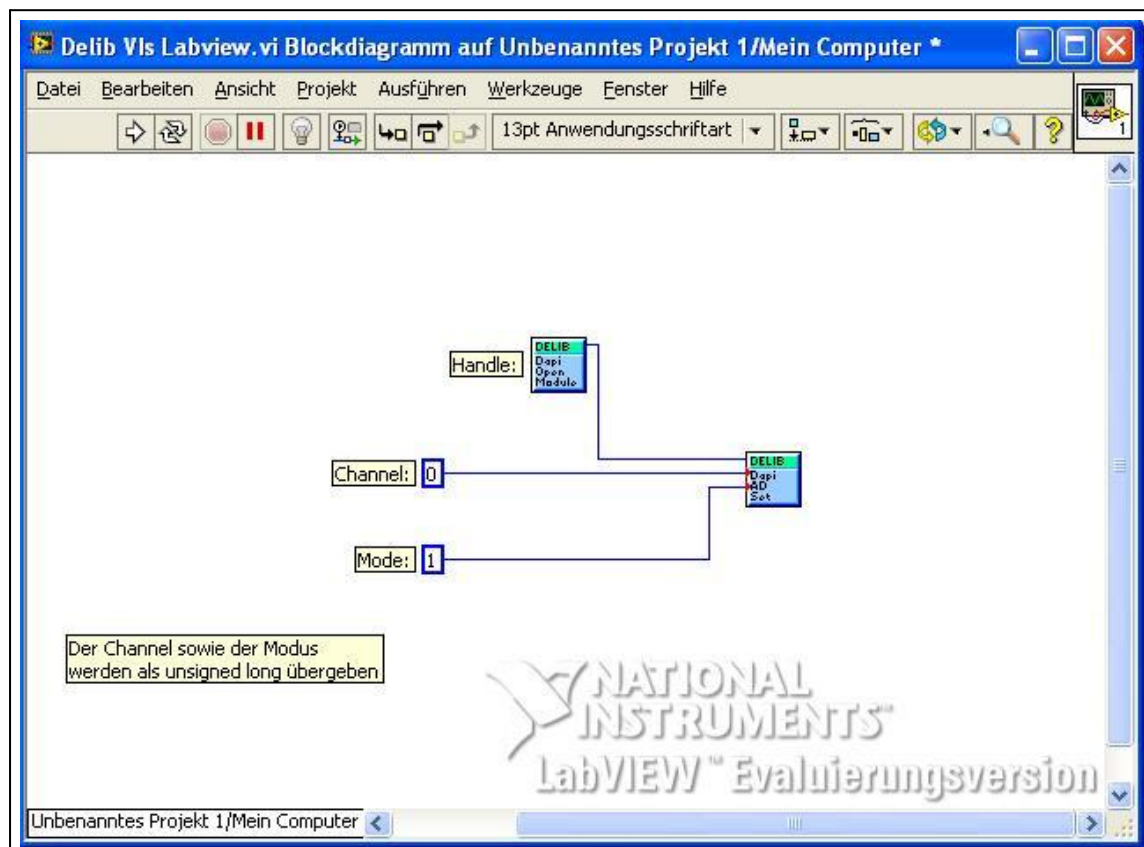 Delib VIs Labview.vi Blockdiagramm auf Unbenanntes Projekt 1/Mein Computer *
Datei Bearbeiten Ansicht Projekt Ausführen Werkzeuge Fenster Hilfe
13pt Anwendungsschriftart
1
Handle:
DELIB
Dapi
Open
Module
Channel: 0
DELIB
Dapi
AD
Set
Mode: 1
Der Channel sowie der Modus
werden als unsigned long übergeben
NATIONAL
INSTRUMENTS™
LabVIEW™ Evaluierungsversion
Unbenanntes Projekt 1/Mein Computer